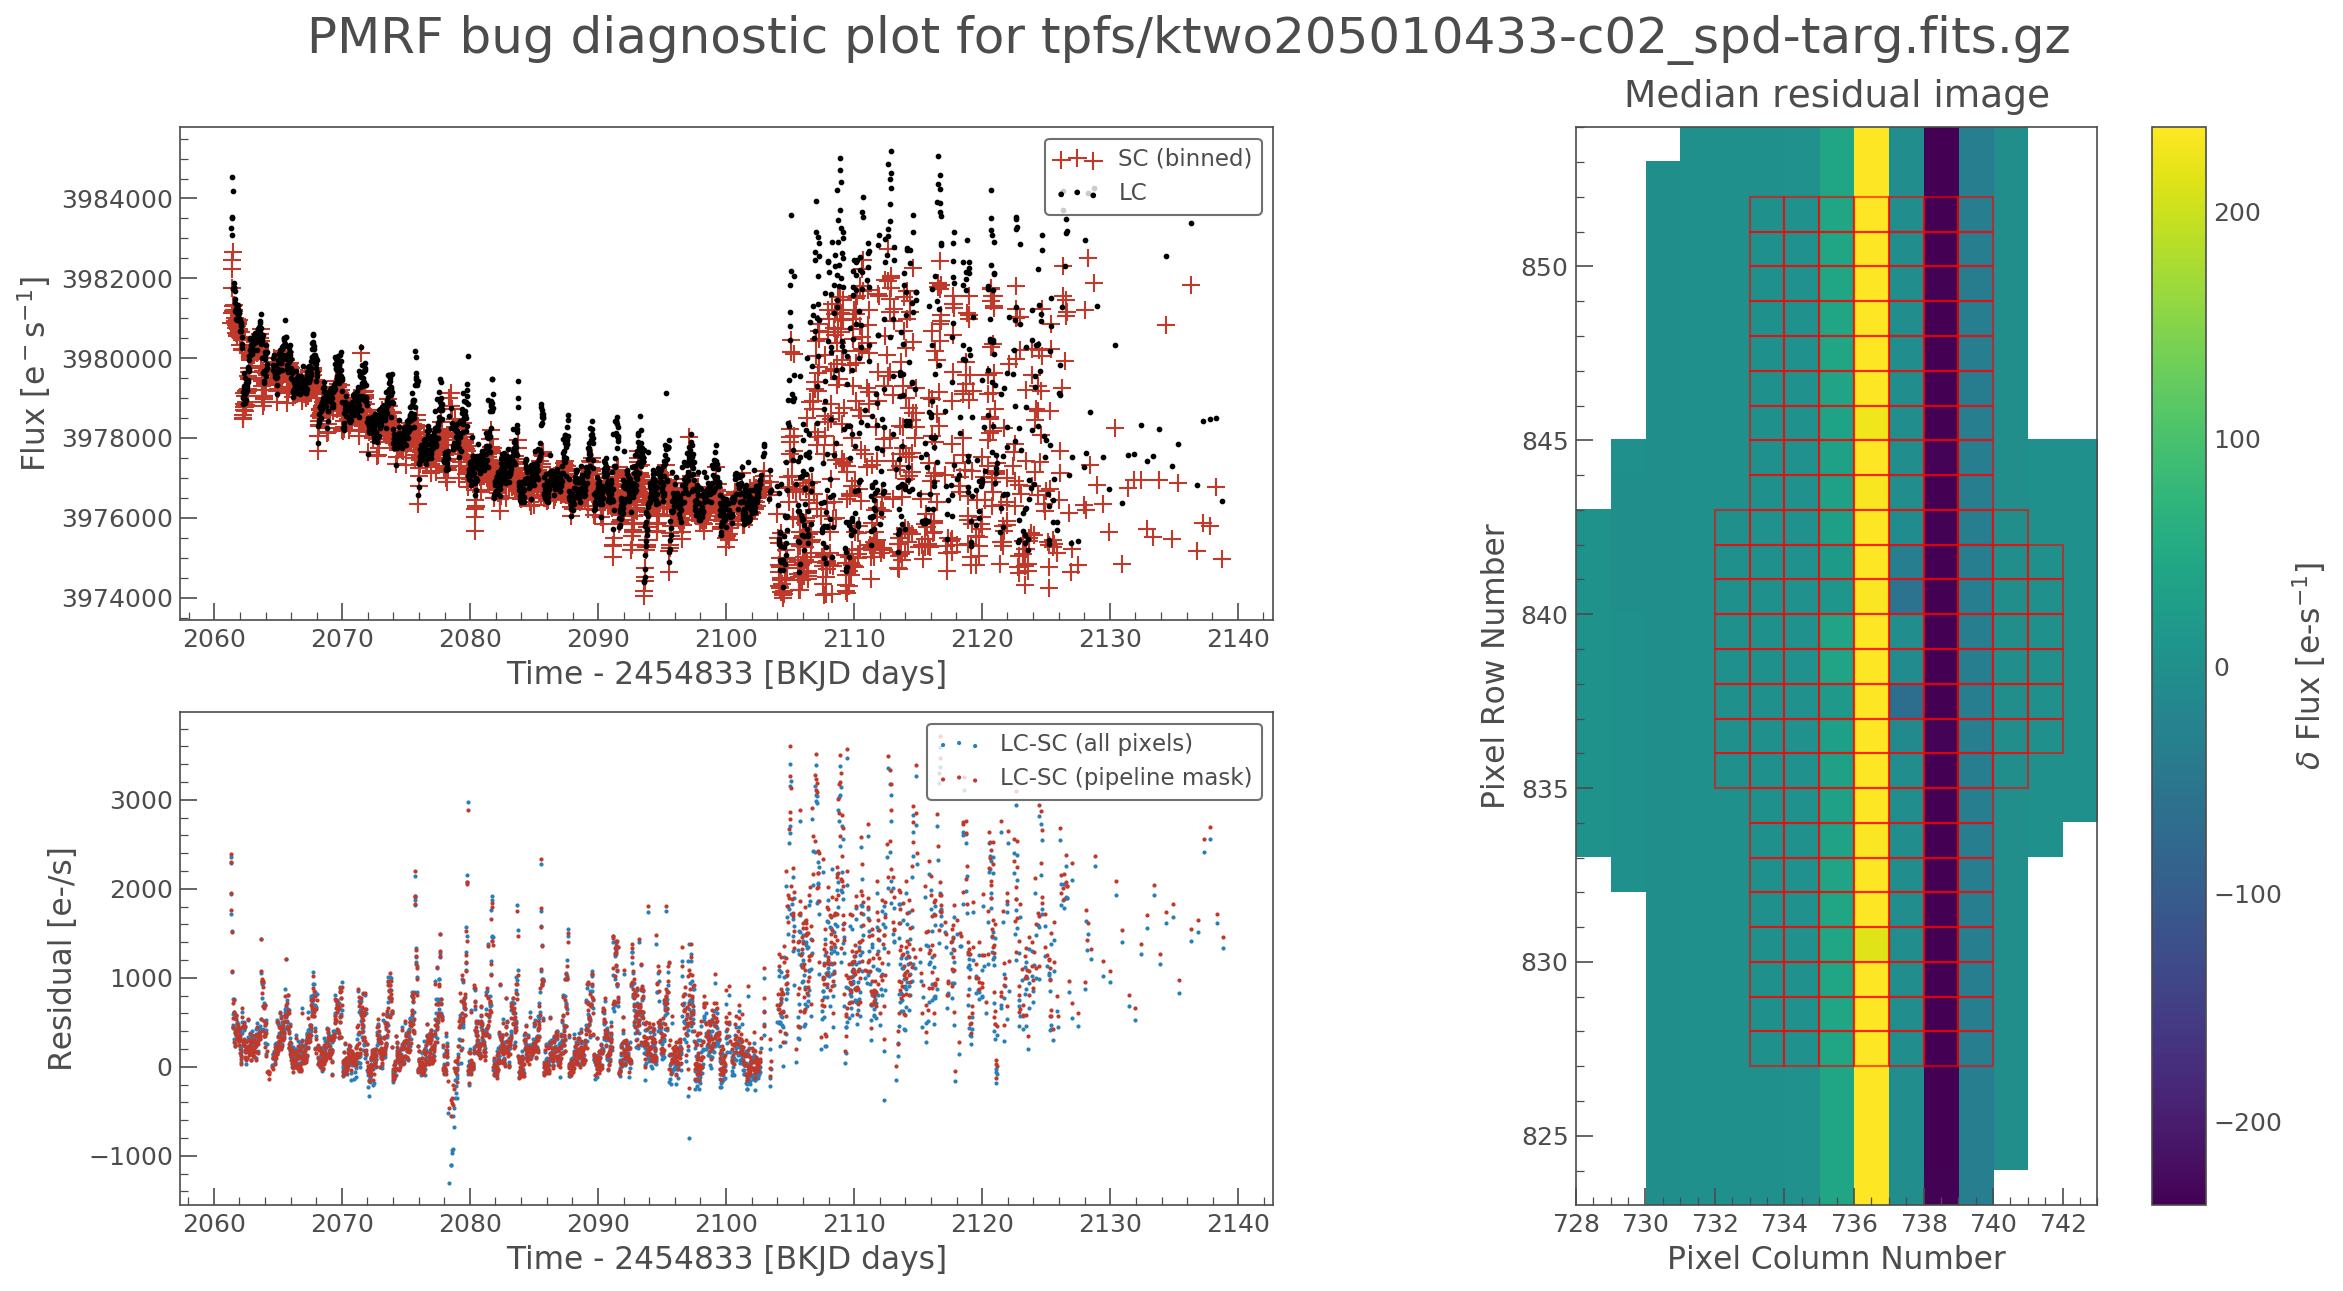 PMRF bug diagnostic plot for tpfs/ktwo205010433-c02_spd-targ.fits.gz
Flux [e⁻ s⁻¹]
3984000
3982000
3980000
3978000
3976000
3974000
SC (binned)
LC
2060 2070 2080 2090 2100 2110 2120 2130 2140
Time - 2454833 [BKJD days]
Residual [e-/s]
3000
2000
1000
0
−1000
LC-SC (all pixels)
LC-SC (pipeline mask)
2060 2070 2080 2090 2100 2110 2120 2130 2140
Time - 2454833 [BKJD days]
Median residual image
Pixel Row Number
850
845
840
835
830
825
728 730 732 734 736 738 740 742
Pixel Column Number
200
100
0
−100
−200
δ Flux [e-s⁻¹]